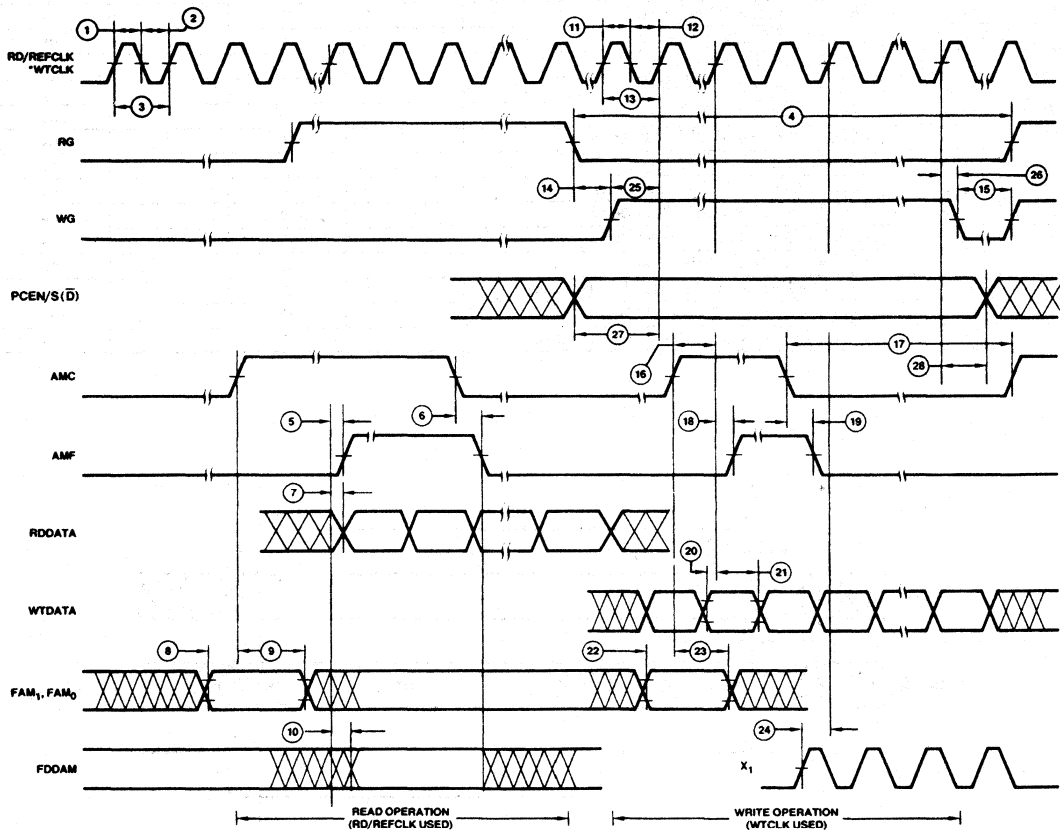 1 2 11 12
RD/REFCLK
*WTCLK
3 13
4
RG
26
14 25 15
WG
PCEN/S(D̅)
27
16 17 28
AMC
5 6 18 19
AMF
7
RDDATA
20 21
WTDATA
8 9 22 23
FAM₁, FAM₀
10 24
FDDAM
X₁
READ OPERATION
(RD/REFCLK USED)
WRITE OPERATION
(WTCLK USED)